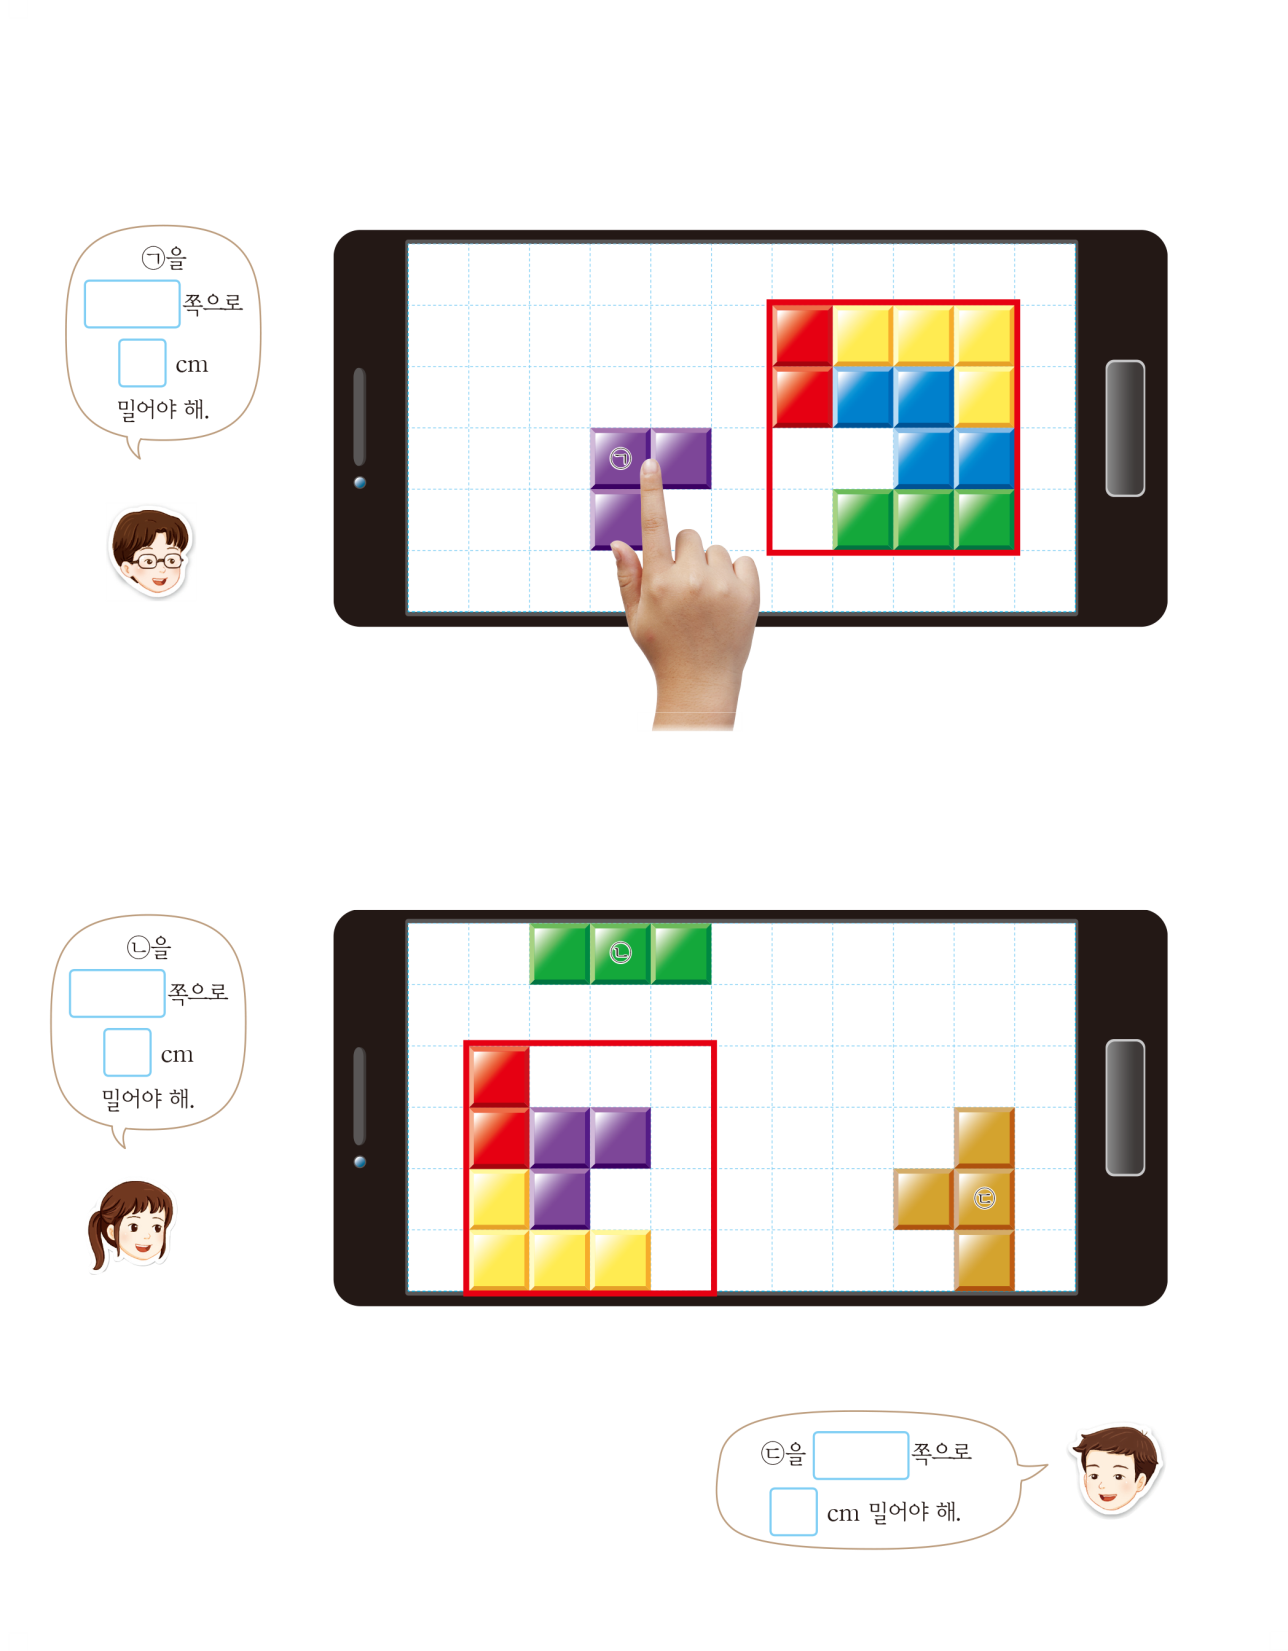 ㉠을
쪽으로
cm
밀어야 해.
㉠
㉡을
쪽으로
cm
밀어야 해.
㉡
㉢
㉢을 쪽으로
cm 밀어야 해.